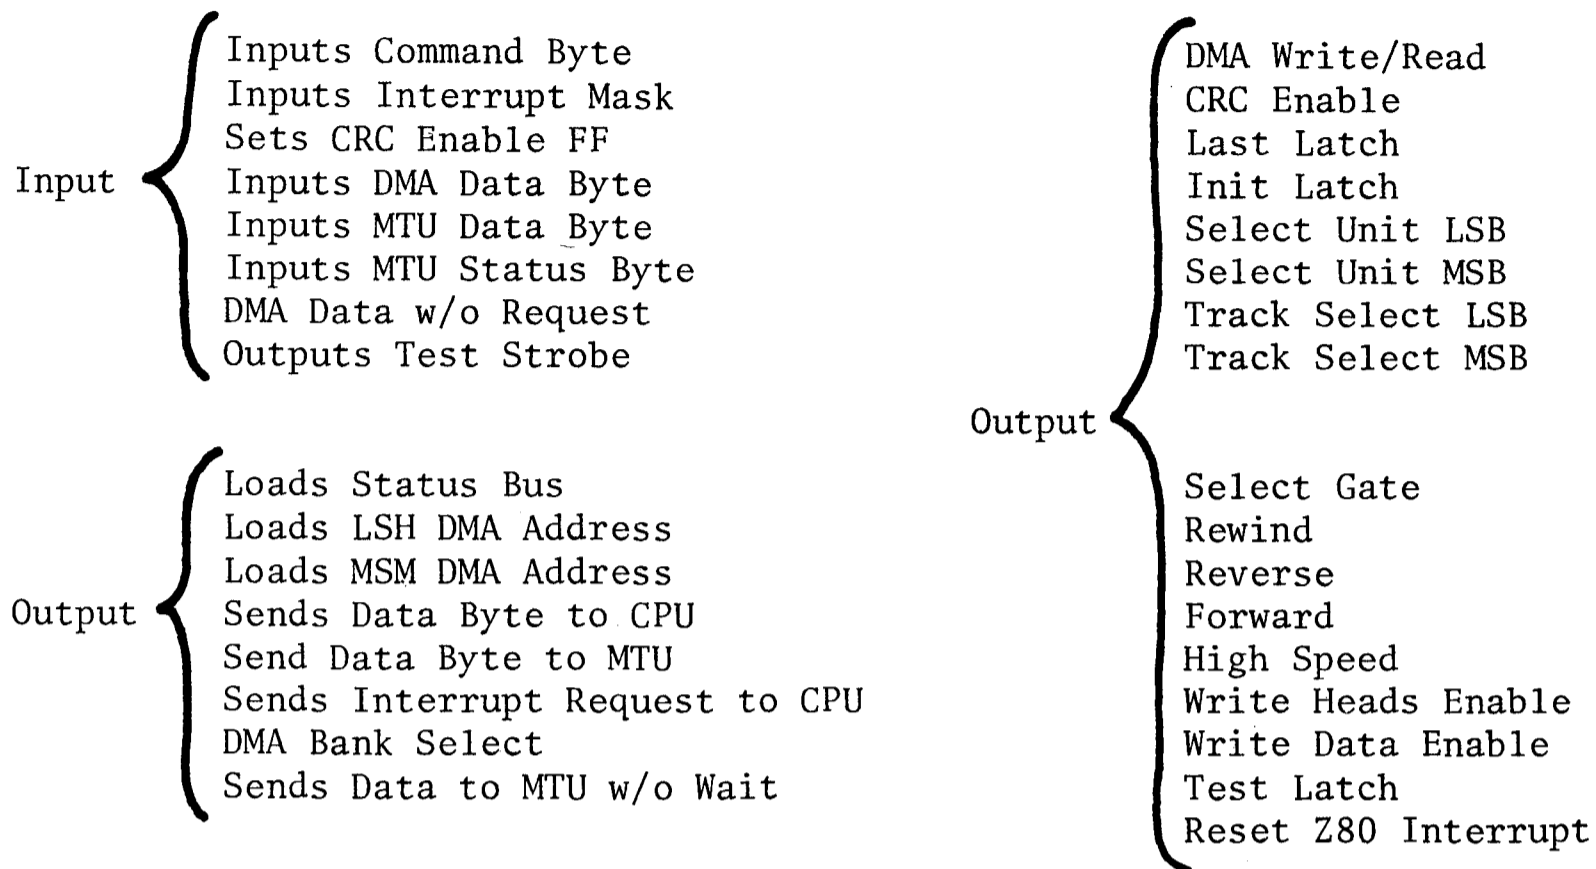 Input
Inputs Command Byte
Inputs Interrupt Mask
Sets CRC Enable FF
Inputs DMA Data Byte
Inputs MTU Data Byte
Inputs MTU Status Byte
DMA Data w/o Request
Outputs Test Strobe
Output
Loads Status Bus
Loads LSH DMA Address
Loads MSM DMA Address
Sends Data Byte to CPU
Send Data Byte to MTU
Sends Interrupt Request to CPU
DMA Bank Select
Sends Data to MTU w/o Wait
Output
DMA Write/Read
CRC Enable
Last Latch
Init Latch
Select Unit LSB
Select Unit MSB
Track Select LSB
Track Select MSB
Select Gate
Rewind
Reverse
Forward
High Speed
Write Heads Enable
Write Data Enable
Test Latch
Reset Z80 Interrupt